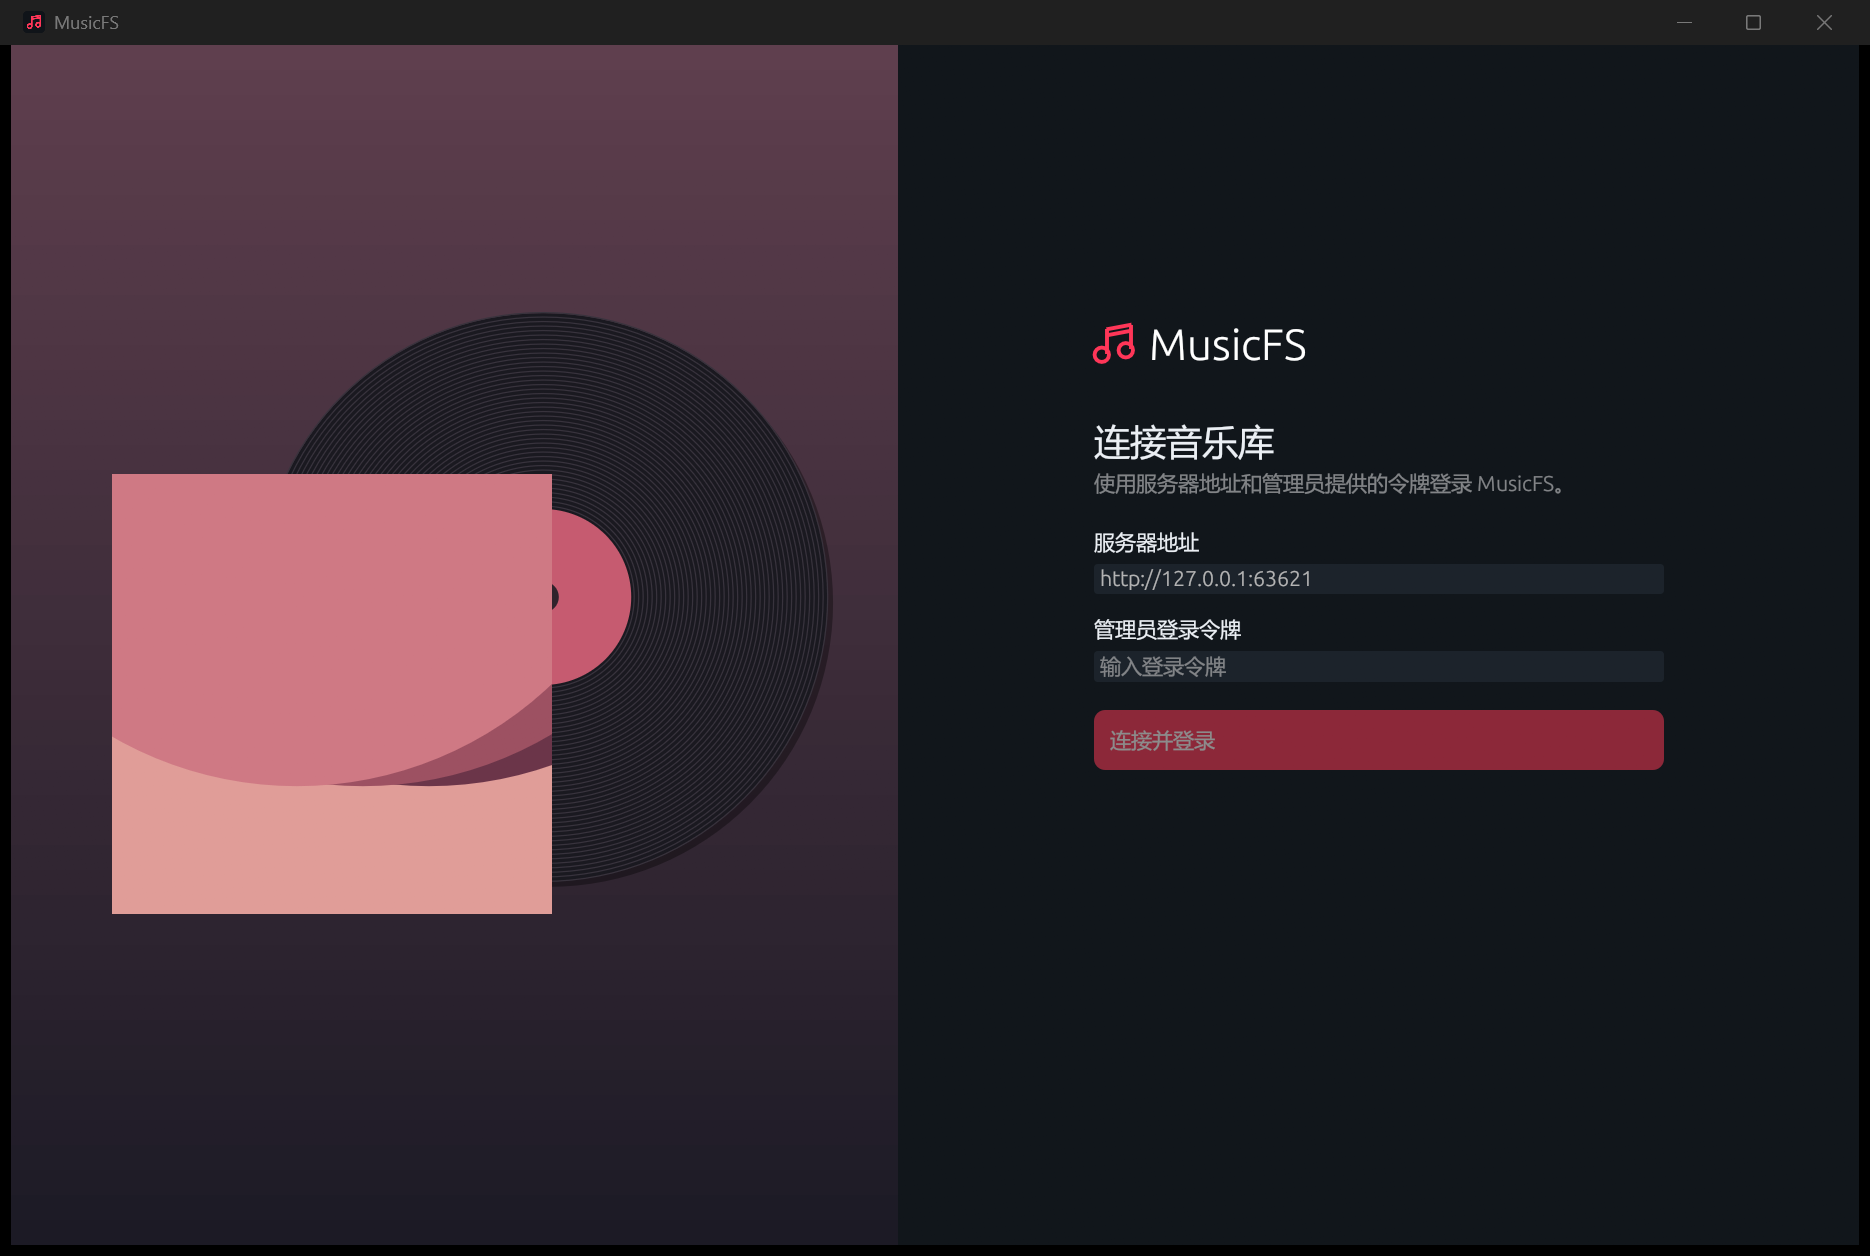 MusicFS
MusicFS
连接音乐库
使用服务器地址和管理员提供的令牌登录 MusicFS。
服务器地址
http://127.0.0.1:63621
管理员登录令牌
输入登录令牌
连接并登录